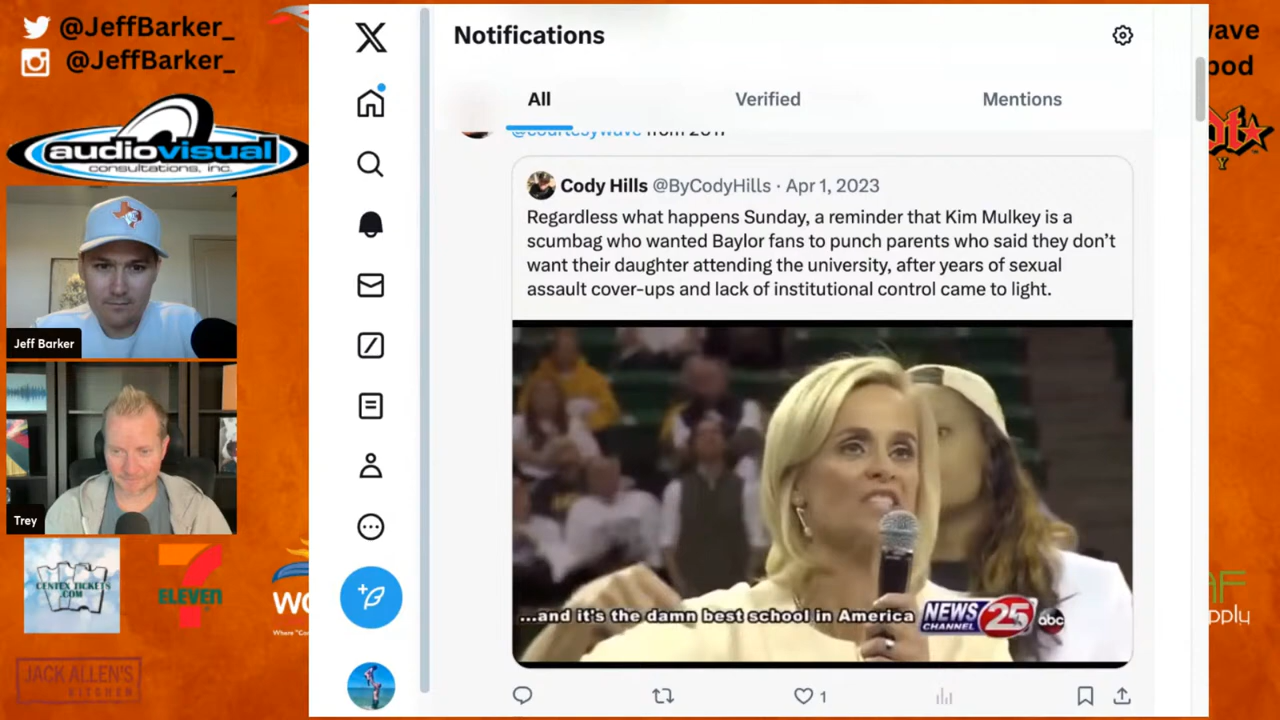 @JeffBarker_
@JeffBarker_
audiovisual
consultations, inc.
Jeff Barker
Trey
CENTEX TICKETS
.COM
ELEVEN
JACK ALLEN'S
KITCHEN
Notifications
All
Verified
Mentions
@courtesywave from 2017
Cody Hills @ByCodyHills · Apr 1, 2023
Regardless what happens Sunday, a reminder that Kim Mulkey is a
scumbag who wanted Baylor fans to punch parents who said they don't
want their daughter attending the university, after years of sexual
assault cover-ups and lack of institutional control came to light.
...and it's the damn best school in America
NEWS
CHANNEL 25
abc
1